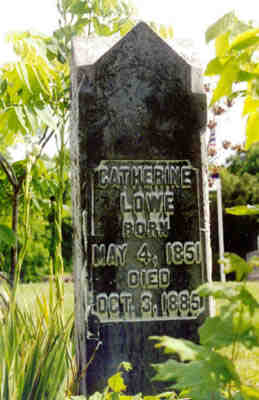 CATHERINE
LOWE
BORN
MAY 4, 1851
DIED
OCT. 3, 1885